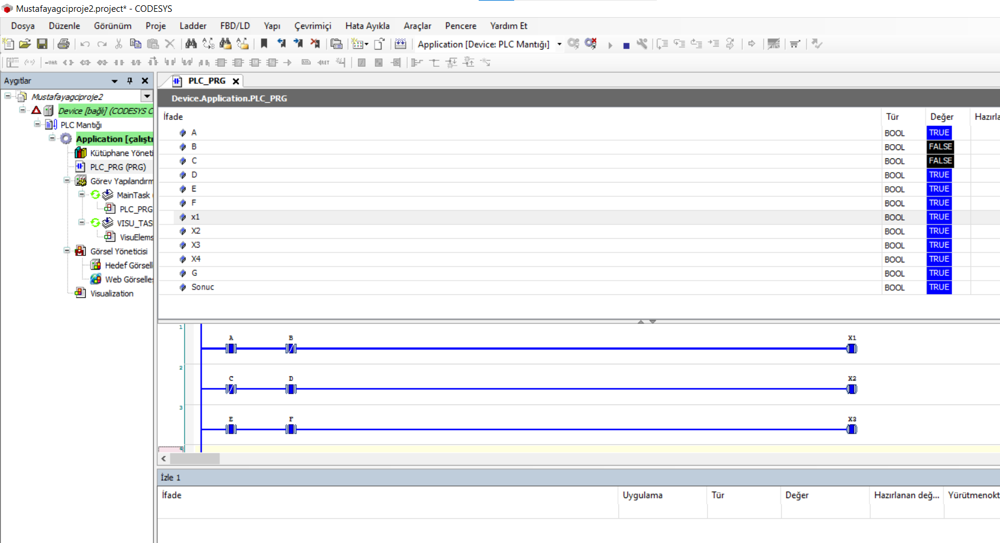 Mustafayagciproje2.project* - CODESYS
Dosya Düzenle Görünüm Proje Ladder FBD/LD Yapı Çevrimiçi Hata Ayıkla Araçlar Pencere Yardım Et
Application [Device: PLC Mantığı]
Aygıtlar
Mustafayagciproje2
Device [bağlı] (CODESYS C
PLC Mantığı
Application [çalıştı
Kütüphane Yöneti
PLC_PRG (PRG)
Görev Yapılandırm
MainTask
PLC_PRG
VISU_TAS
VisuElems
Görsel Yöneticisi
Hedef Görsell
Web Görselleş
Visualization
PLC_PRG
Device.Application.PLC_PRG
İfade Tür Değer Hazırla
A BOOL TRUE
B BOOL FALSE
C BOOL FALSE
D BOOL TRUE
E BOOL TRUE
F BOOL TRUE
x1 BOOL TRUE
X2 BOOL TRUE
X3 BOOL TRUE
X4 BOOL TRUE
G BOOL TRUE
Sonuc BOOL TRUE
1
A B X1
2
C D X2
3
E F X3
4
İzle 1
İfade Uygulama Tür Değer Hazırlanan değ... Yürütmenokt